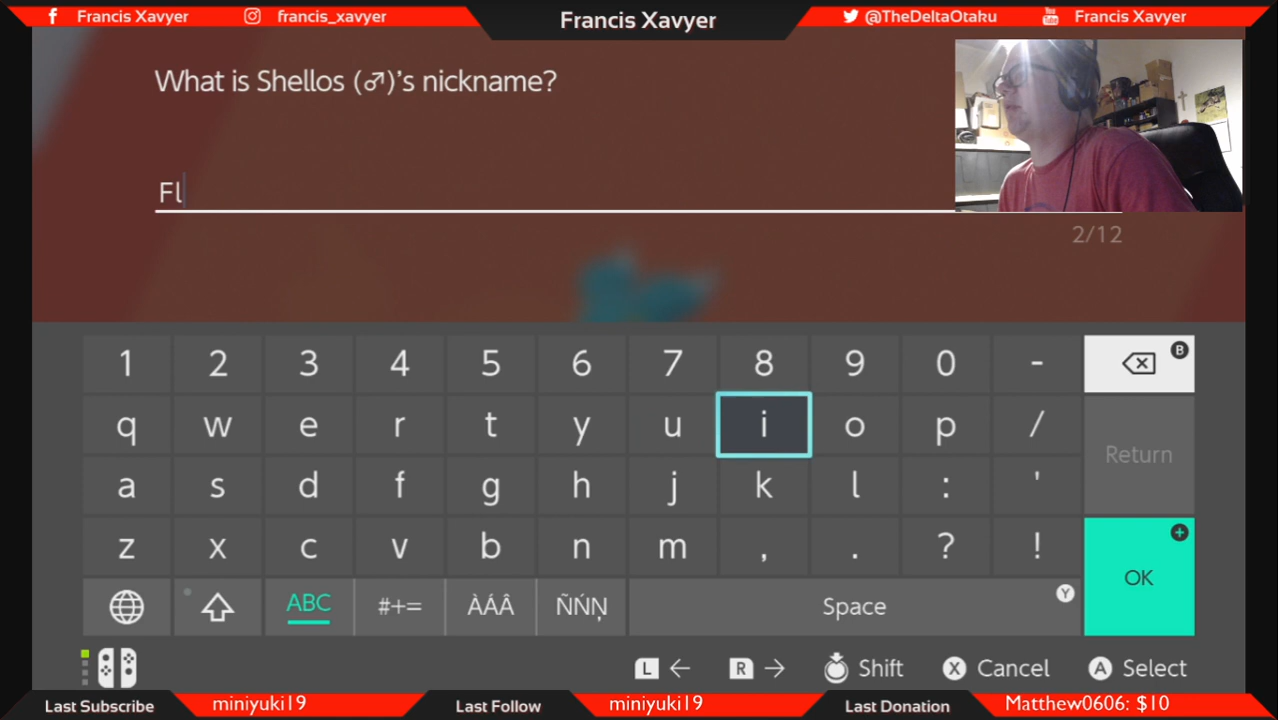 Francis Xavyer
francis_xavyer
Francis Xavyer
@TheDeltaOtaku
You Tube
Francis Xavyer
What is Shellos (♂)’s nickname?
Fl
2/12
1 2 3 4 5 6 7 8 9 0 - B
q w e r t y u i o p /
Return
a s d f g h j k l : '
z x c v b n m , . ? ! + OK
ABC #+= ÀÁÂ ÑŃŅ Space Y
L ← R → Shift X Cancel A Select
Last Subscribe miniyuki19 Last Follow miniyuki19 Last Donation Matthew0606: $10